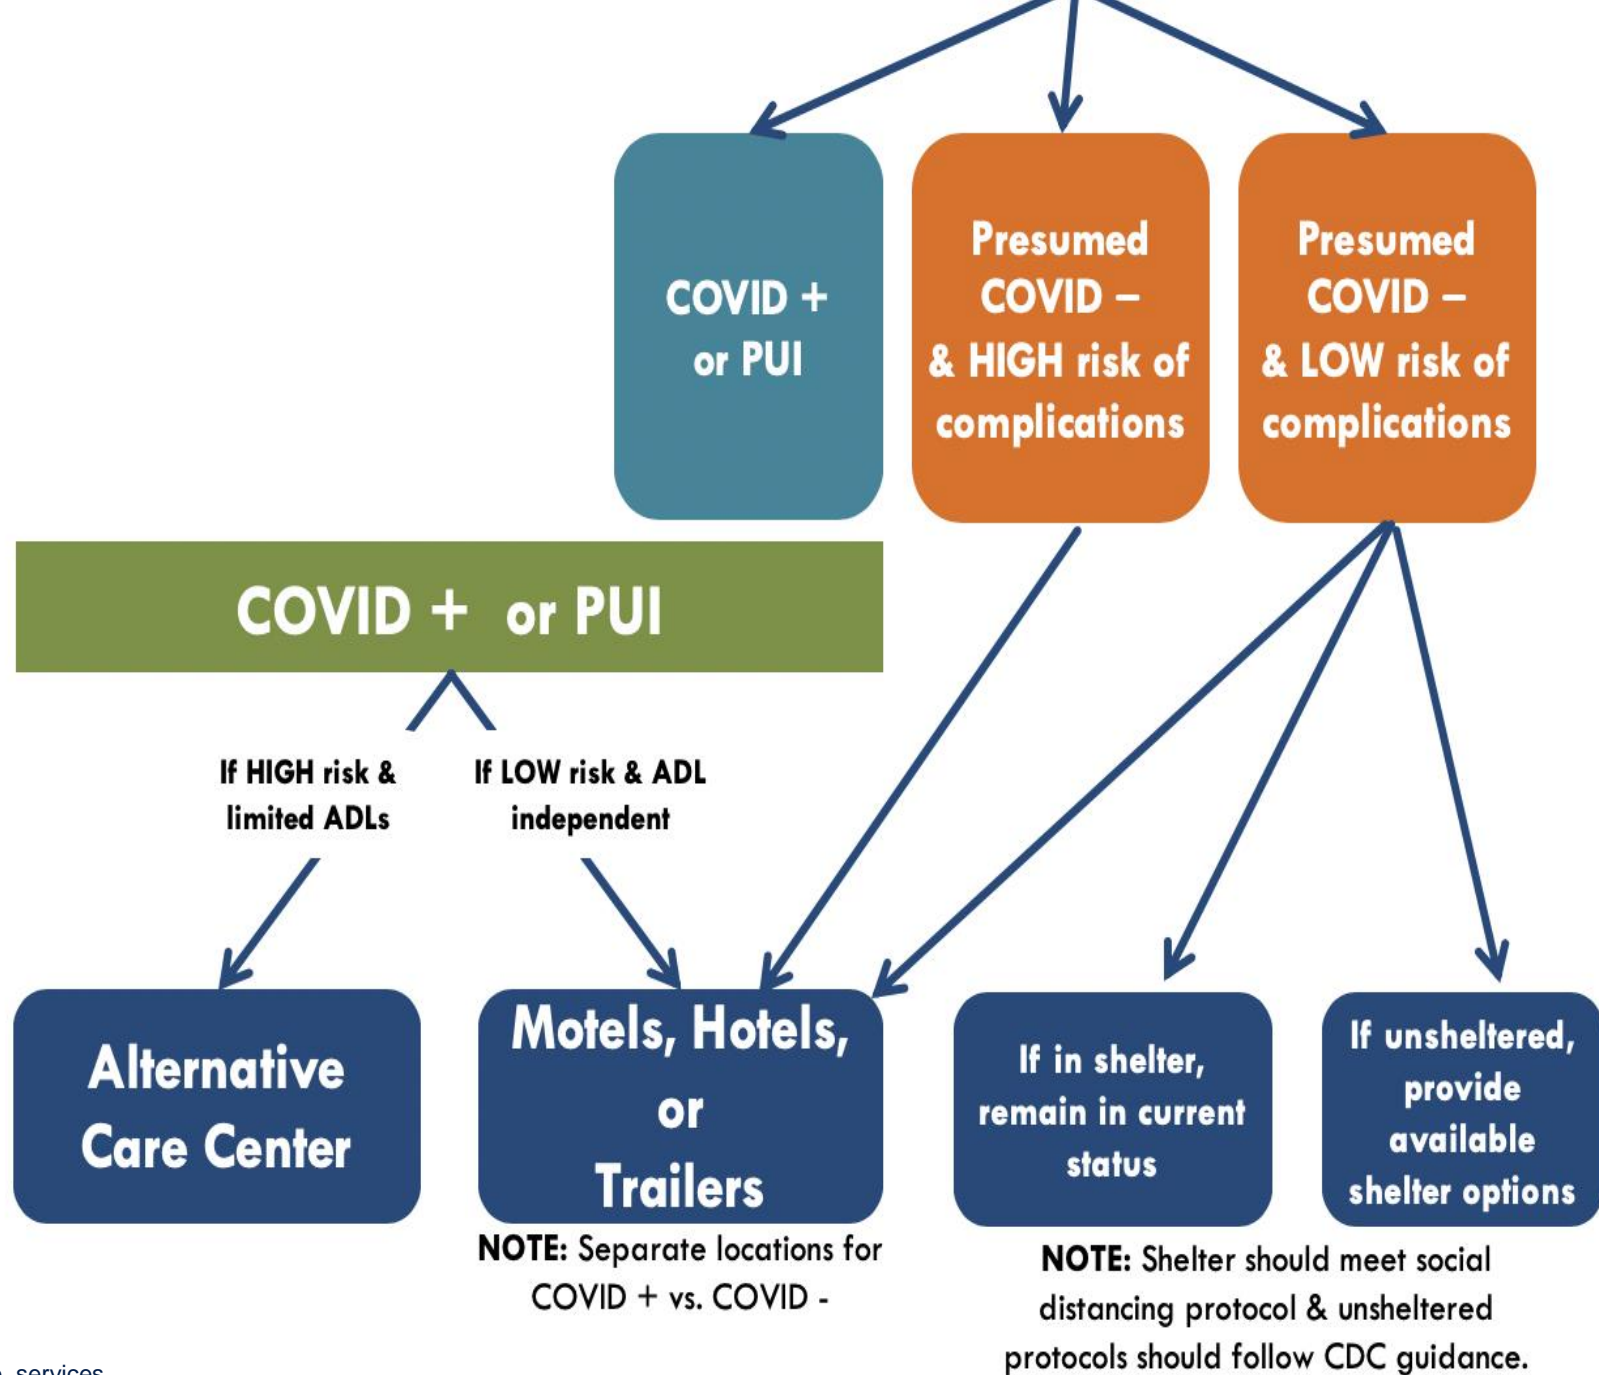 COVID +
or PUI
Presumed
COVID –
& HIGH risk of
complications
Presumed
COVID –
& LOW risk of
complications
COVID + or PUI
If HIGH risk &
limited ADLs
If LOW risk & ADL
independent
Alternative
Care Center
Motels, Hotels,
or
Trailers
NOTE: Separate locations for
COVID + vs. COVID -
If in shelter,
remain in current
status
If unsheltered,
provide
available
shelter options
NOTE: Shelter should meet social
distancing protocol & unsheltered
protocols should follow CDC guidance.
services